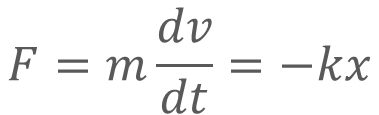 F = m dv/dt = −kx